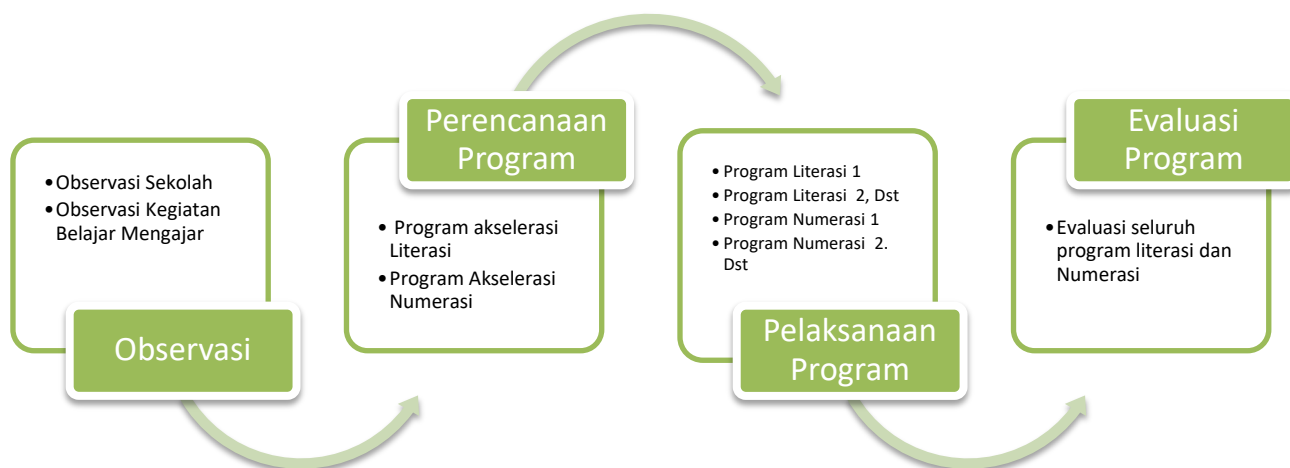 • Observasi Sekolah
• Observasi Kegiatan
Belajar Mengajar
Observasi
Perencanaan
Program
• Program akselerasi
Literasi
• Program Akselerasi
Numerasi
• Program Literasi 1
• Program Literasi 2, Dst
• Program Numerasi 1
• Program Numerasi 2.
Dst
Pelaksanaan
Program
Evaluasi
Program
• Evaluasi seluruh
program literasi dan
Numerasi